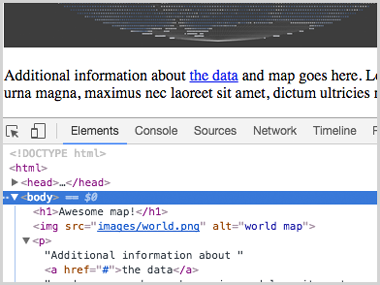 Additional information about the data and map goes here. L
urna magna, maximus nec laoreet sit amet, dictum ultricies
Elements Console Sources Network Timeline
<!DOCTYPE html>
<html>
<head>…</head>
<body> == $0
<h1>Awesome map!</h1>
<img src="images/world.png" alt="world map">
<p>
"Additional information about "
<a href="#">the data</a>